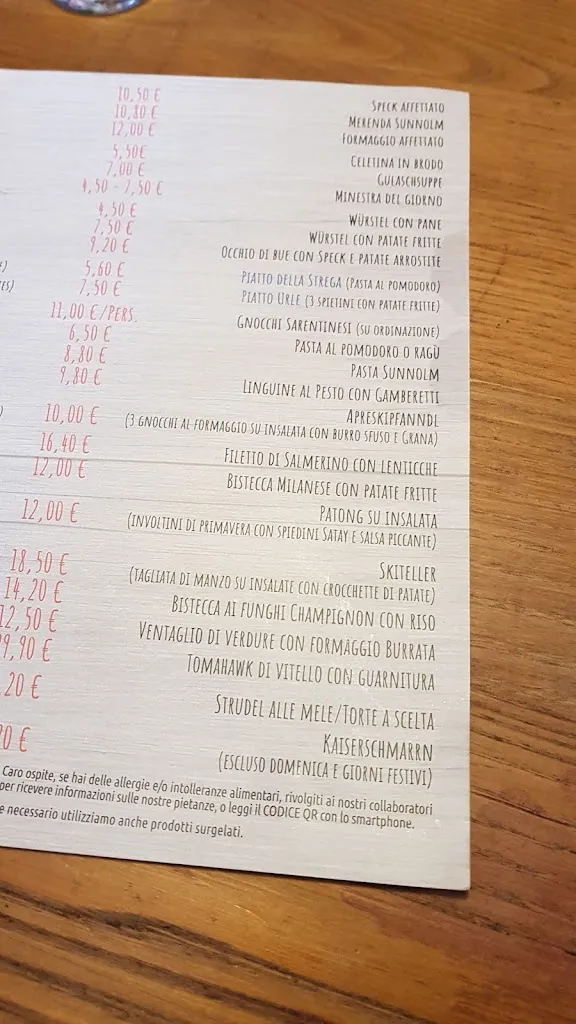 10,50 € SPECK AFFETTATO
10,80 € MERENDA SUNNOLM
12,00 € FORMAGGIO AFFETTATO
5,50€ CELETINA IN BRODO
7,00 € GULASCHSUPPE
4,50 - 7,50 € MINESTRA DEL GIORNO
4,50 € WÜRSTEL CON PANE
7,50 € WÜRSTEL CON PATATE FRITTE
9,20 € OCCHIO DI BUE CON SPECK E PATATE ARROSTITE
5,60 € PIATTO DELLA STREGA (PASTA AL POMODORO)
7,50 € PIATTO URLE (3 SPIETINI CON PATATE FRITTE)
11,00 €/PERS. GNOCCHI SARENTINESI (SU ORDINAZIONE)
6,50 € PASTA AL POMODORO O RAGÙ
8,80 € PASTA SUNNOLM
9,80 € LINGUINE AL PESTO CON GAMBERETTI
10,00 € APRESKIPFANNDL
(3 GNOCCHI AL FORMAGGIO SU INSALATA CON BURRO SFUSO E GRANA)
16,40 € FILETTO DI SALMERINO CON LENTICCHE
12,00 € BISTECCA MILANESE CON PATATE FRITTE
12,00 € PATONG SU INSALATA
(INVOLTINI DI PRIMAVERA CON SPIEDINI SATAY E SALSA PICCANTE)
18,50 € SKITELLER
(TAGLIATA DI MANZO SU INSALATE CON CROCCHETTE DI PATATE)
14,20 € BISTECCA AI FUNGHI CHAMPIGNON CON RISO
12,50 € VENTAGLIO DI VERDURE CON FORMAGGIO BURRATA
9,90 € TOMAHAWK DI VITELLO CON GUARNITURA
,20 € STRUDEL ALLE MELE/TORTE A SCELTA
0 € KAISERSCHMARRN
(ESCLUSO DOMENICA E GIORNI FESTIVI)
Caro ospite, se hai delle allergie e/o intolleranze alimentari, rivolgiti ai nostri collaboratori
per ricevere informazioni sulle nostre pietanze, o leggi il CODICE QR con lo smartphone.
e necessario utilizziamo anche prodotti surgelati.